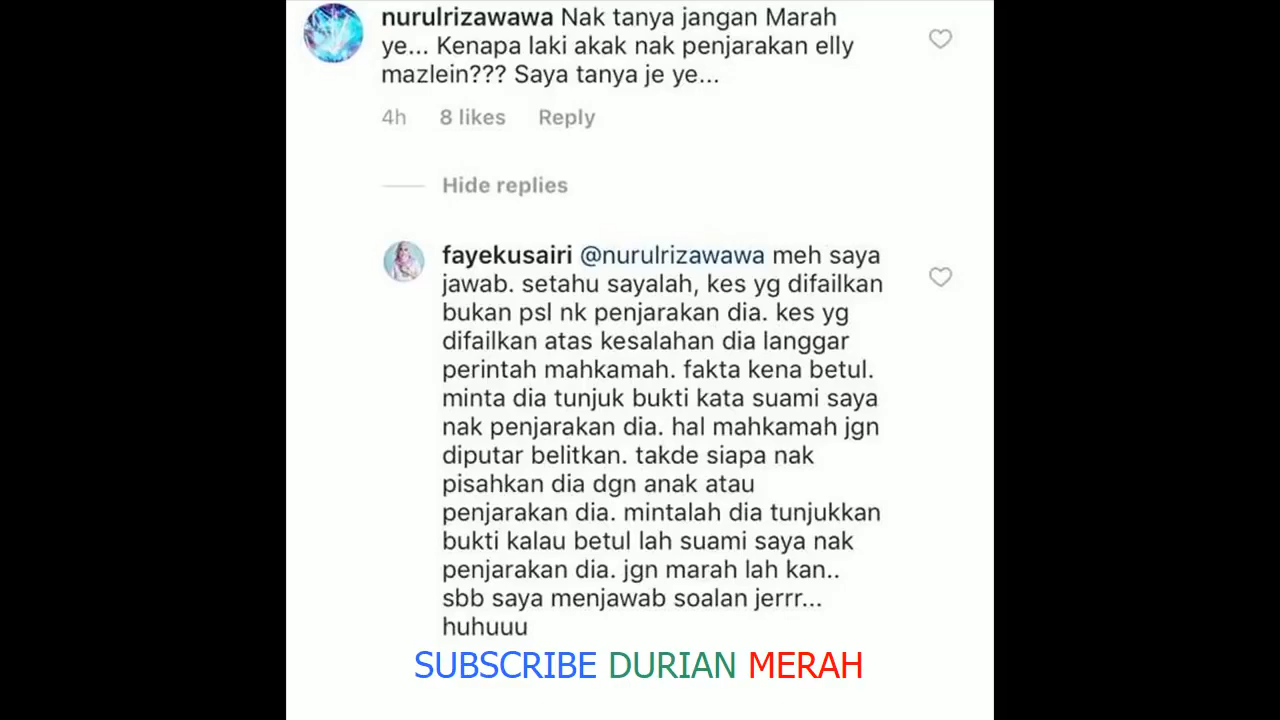 nurulrizawawa Nak tanya jangan Marah
ye... Kenapa laki akak nak penjarakan elly
mazlein??? Saya tanya je ye...
4h 8 likes Reply
Hide replies
fayekusairi @nurulrizawawa meh saya
jawab. setahu sayalah, kes yg difailkan
bukan psl nk penjarakan dia. kes yg
difailkan atas kesalahan dia langgar
perintah mahkamah. fakta kena betul.
minta dia tunjuk bukti kata suami saya
nak penjarakan dia. hal mahkamah jgn
diputar belitkan. takde siapa nak
pisahkan dia dgn anak atau
penjarakan dia. mintalah dia tunjukkan
bukti kalau betul lah suami saya nak
penjarakan dia. jgn marah lah kan..
sbb saya menjawab soalan jerrr...
huhuuu
SUBSCRIBE DURIAN MERAH